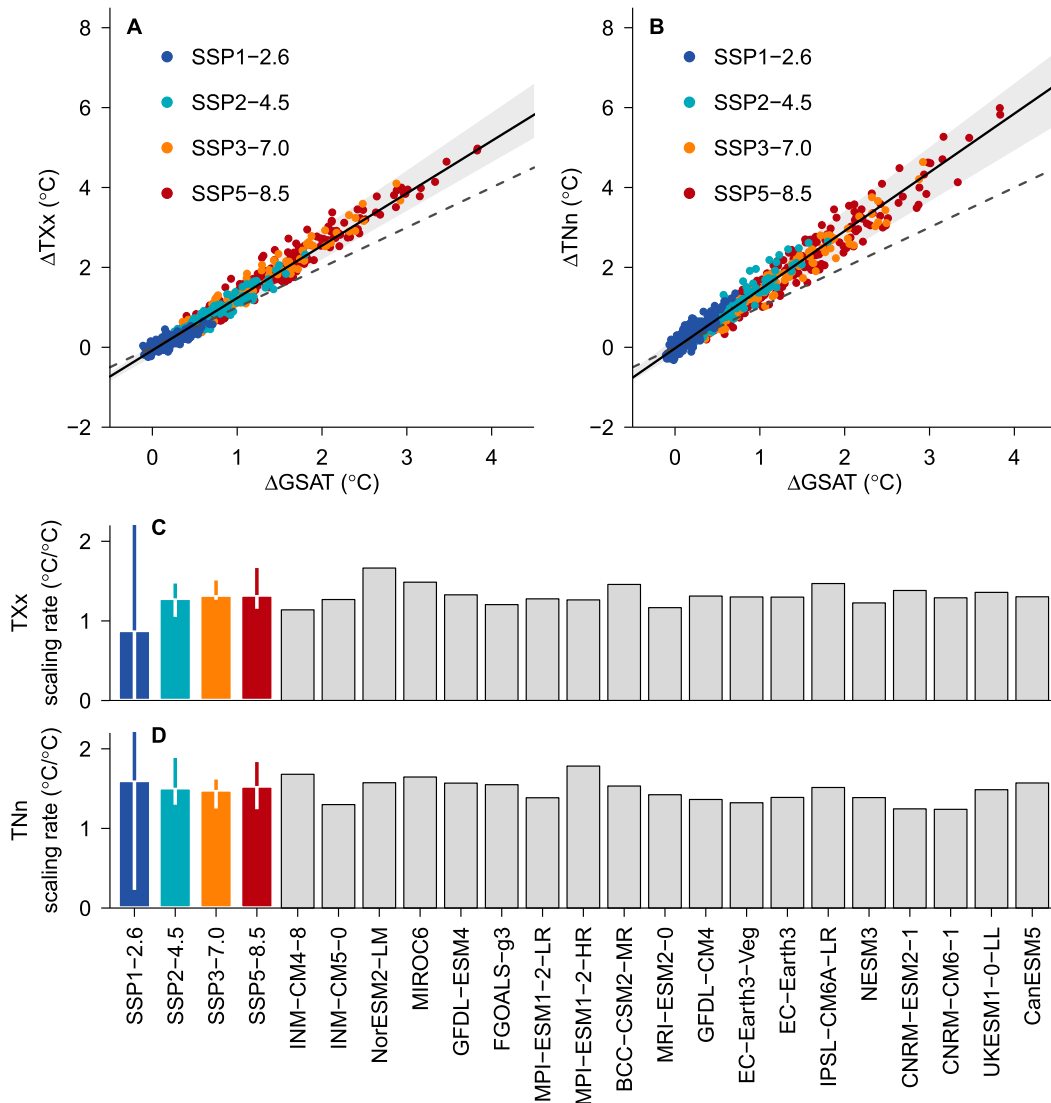 A
SSP1−2.6
SSP2−4.5
SSP3−7.0
SSP5−8.5
8
6
4
2
0
−2
ΔTXx (°C)
0 1 2 3 4
ΔGSAT (°C)
B
SSP1−2.6
SSP2−4.5
SSP3−7.0
SSP5−8.5
8
6
4
2
0
−2
ΔTNn (°C)
0 1 2 3 4
ΔGSAT (°C)
C
TXx
scaling rate (°C/°C)
2
1
0
D
TNn
scaling rate (°C/°C)
2
1
0
SSP1−2.6
SSP2−4.5
SSP3−7.0
SSP5−8.5
INM−CM4−8
INM−CM5−0
NorESM2−LM
MIROC6
GFDL−ESM4
FGOALS−g3
MPI−ESM1−2−LR
MPI−ESM1−2−HR
BCC−CSM2−MR
MRI−ESM2−0
GFDL−CM4
EC−Earth3−Veg
EC−Earth3
IPSL−CM6A−LR
NESM3
CNRM−ESM2−1
CNRM−CM6−1
UKESM1−0−LL
CanESM5